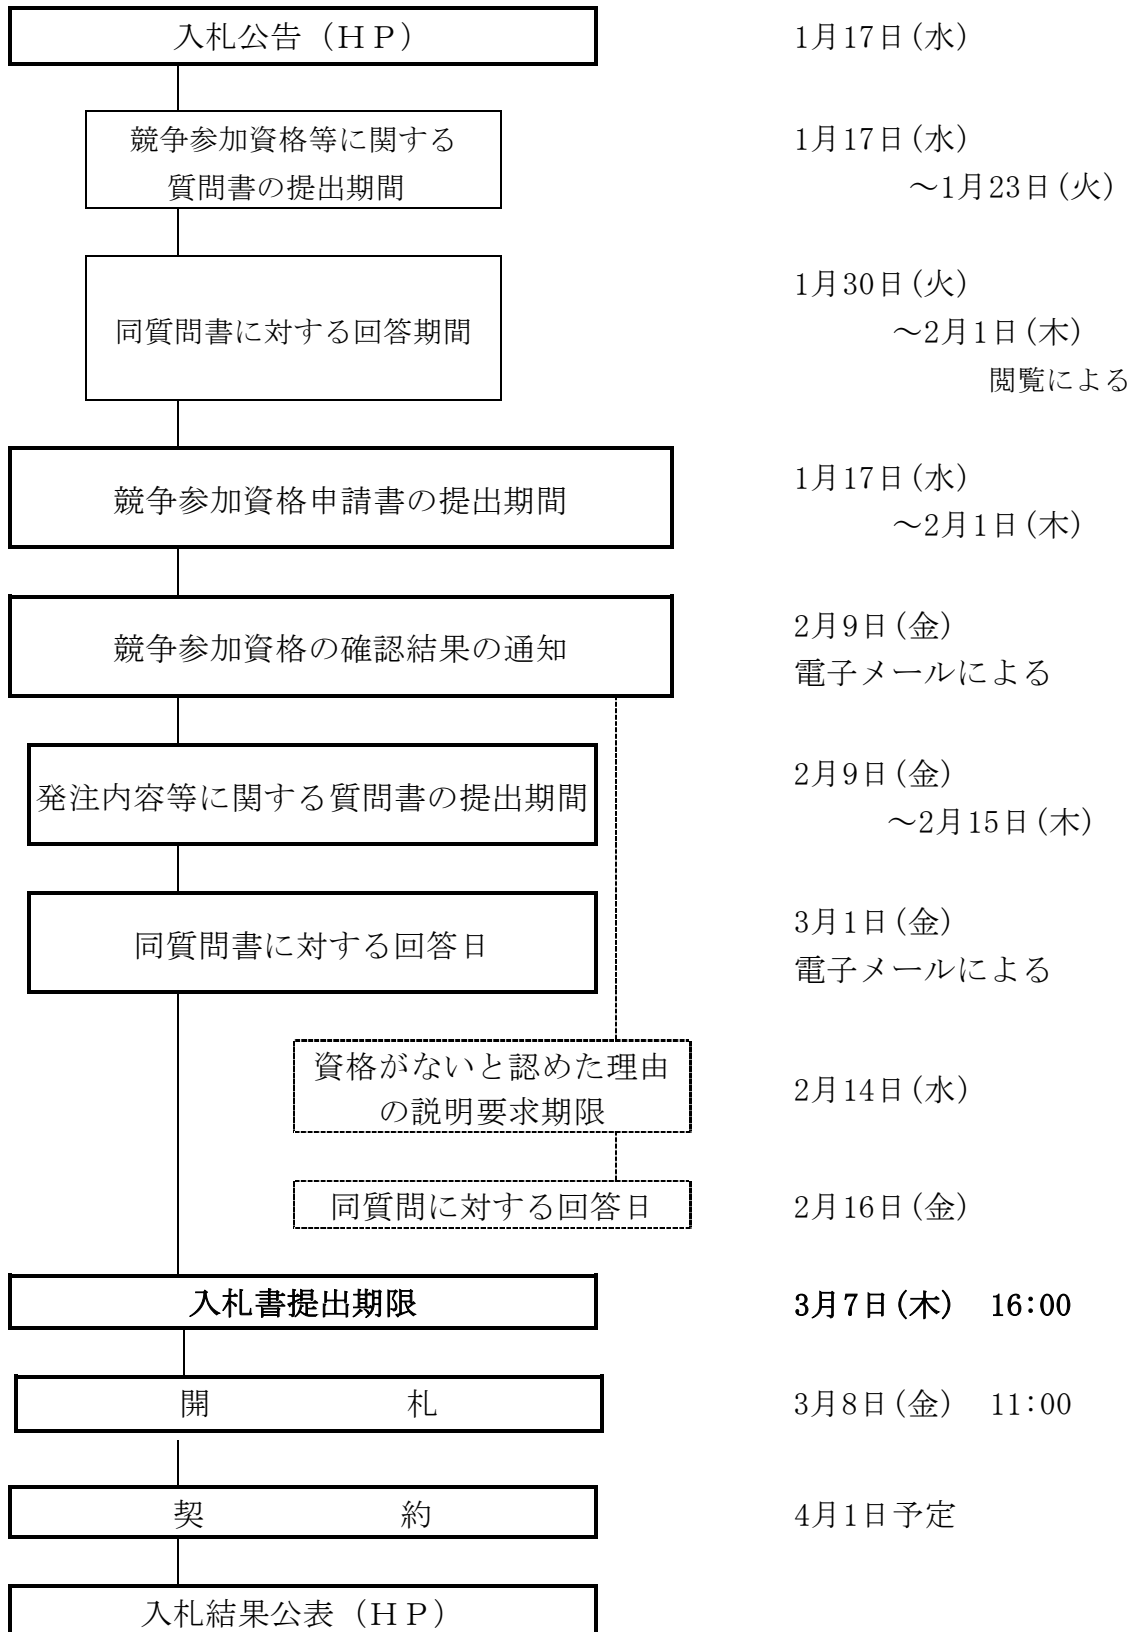 入札公告（ＨＰ）
1月17日(水)
競争参加資格等に関する
質問書の提出期間
1月17日(水)
～1月23日(火)
同質問書に対する回答期間
1月30日(火)
～2月1日(木)
閲覧による
競争参加資格申請書の提出期間
1月17日(水)
～2月1日(木)
競争参加資格の確認結果の通知
2月9日(金)
電子メールによる
発注内容等に関する質問書の提出期間
2月9日(金)
～2月15日(木)
同質問書に対する回答日
3月1日(金)
電子メールによる
資格がないと認めた理由
の説明要求期限
2月14日(水)
同質問に対する回答日
2月16日(金)
入札書提出期限
3月7日(木)　16:00
開　　　　　　札
3月8日(金)　11:00
契　　　　　　約
4月1日予定
入札結果公表（ＨＰ）